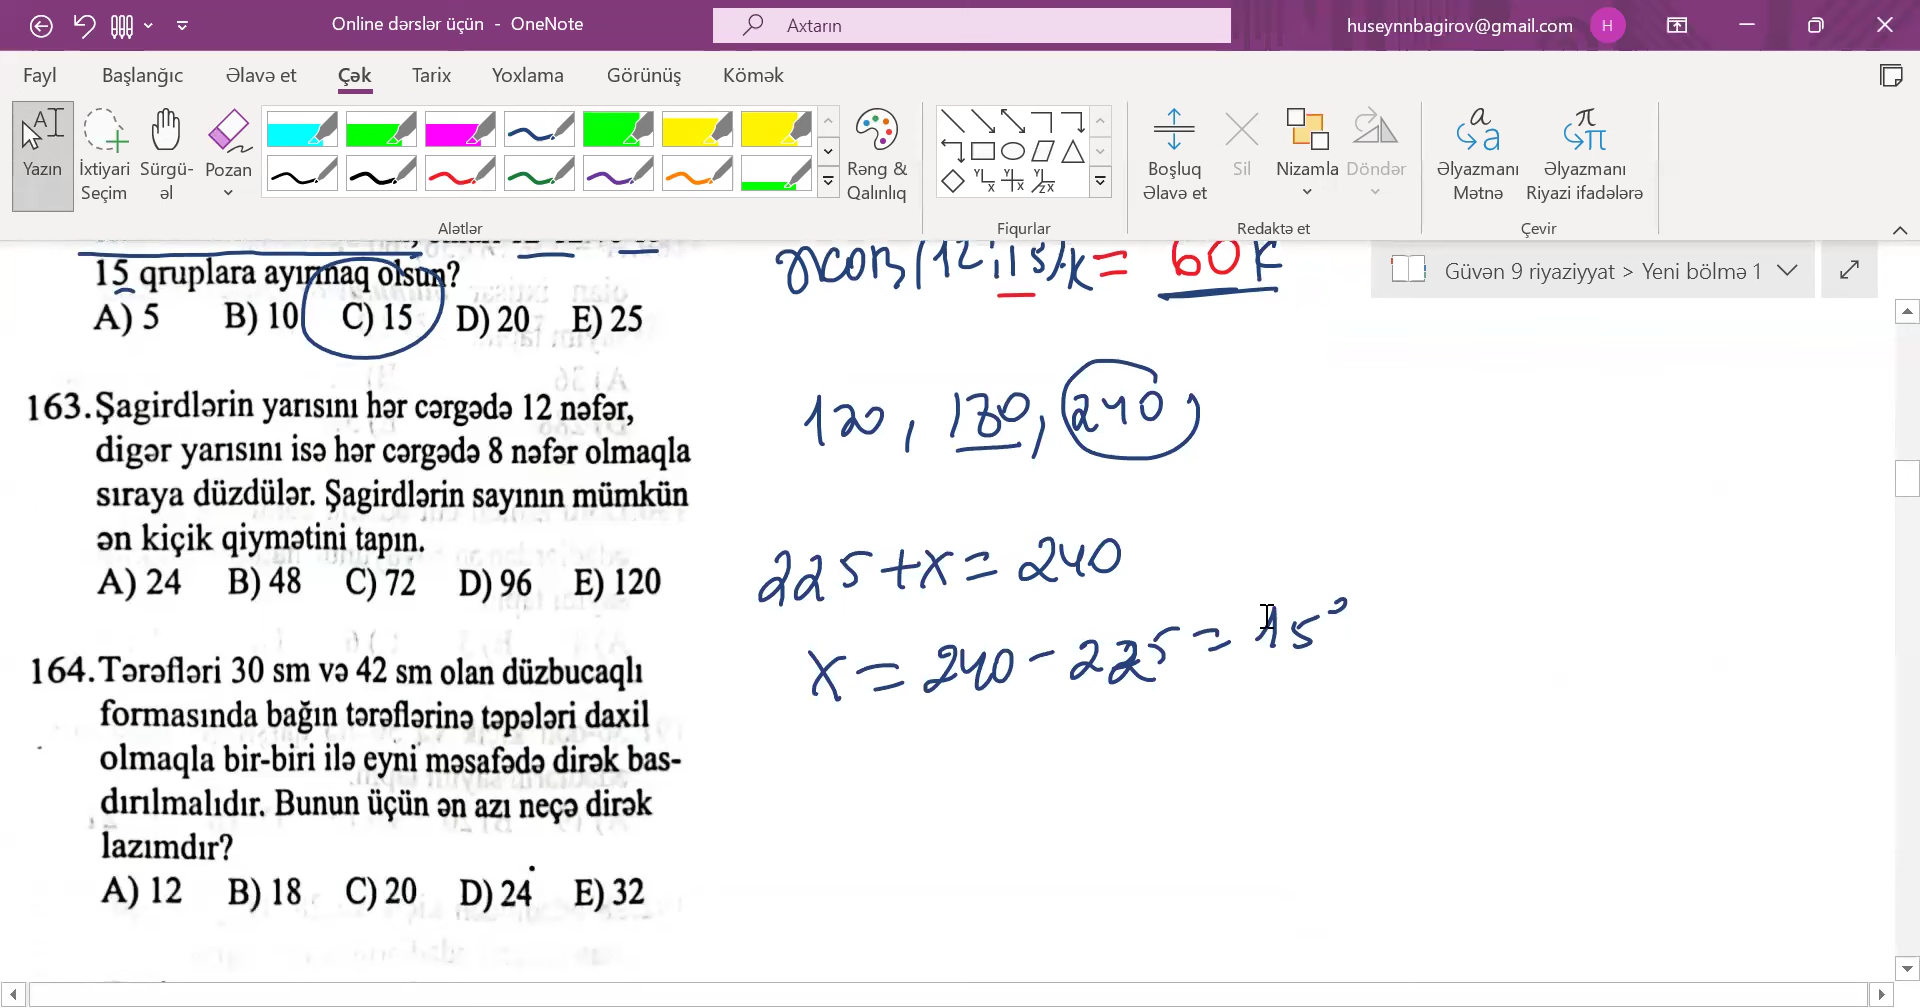 Online dərslər üçün - OneNote
Axtarın
huseynnbagirov@gmail.com
H
Fayl
Başlanğıc
Əlavə et
Çək
Tarix
Yoxlama
Görünüş
Kömək
Yazın
İxtiyari Seçim
Sürgü-əl
Pozan
Rəng & Qalınlıq
Boşluq Əlavə et
Sil
Nizamla
Döndər
Əlyazmanı Mətnə
Əlyazmanı Riyazi ifadələrə
Alətlər
Fiqurlar
Redaktə et
Çevir
Güvən 9 riyaziyyat > Yeni bölmə 1
15 qruplara ayırmaq olsun?
A) 5 B) 10 C) 15 D) 20 E) 25
163. Şagirdlərin yarısını hər cərgədə 12 nəfər,
digər yarısını isə hər cərgədə 8 nəfər olmaqla
sıraya düzdülər. Şagirdlərin sayının mümkün
ən kiçik qiymətini tapın.
A) 24 B) 48 C) 72 D) 96 E) 120
164. Tərəfləri 30 sm və 42 sm olan düzbucaqlı
formasında bağın tərəflərinə təpələri daxil
olmaqla bir-biri ilə eyni məsafədə dirək bas-
dırılmalıdır. Bunun üçün ən azı neçə dirək
lazımdır?
A) 12 B) 18 C) 20 D) 24 E) 32
= 60 k
120, 180, 240,
225 + x = 240
x = 240 - 225 = 15